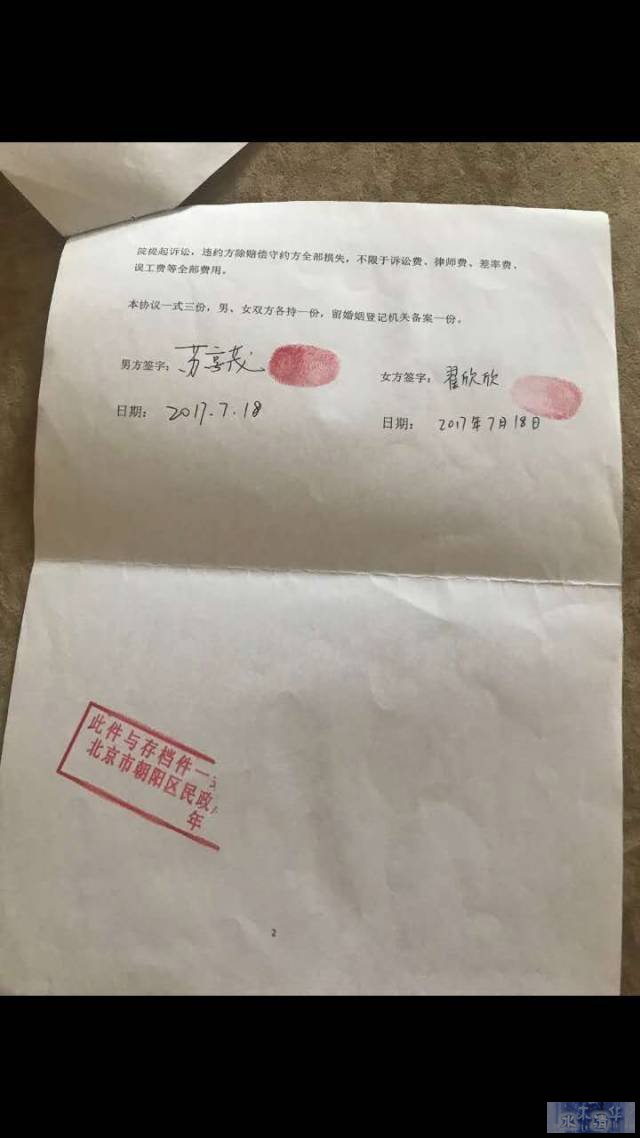 院提起诉讼，违约方除赔偿守约方全部损失，不限于诉讼费、律师费、差率费、
误工费等全部费用。
本协议一式三份，男、女双方各持一份，留婚姻登记机关备案一份。
男方签字：苏享茂
女方签字：翟欣欣
日期：2017.7.18
日期：2017年7月18日
此件与存档件一
北京市朝阳区民政
年
2
水木清华